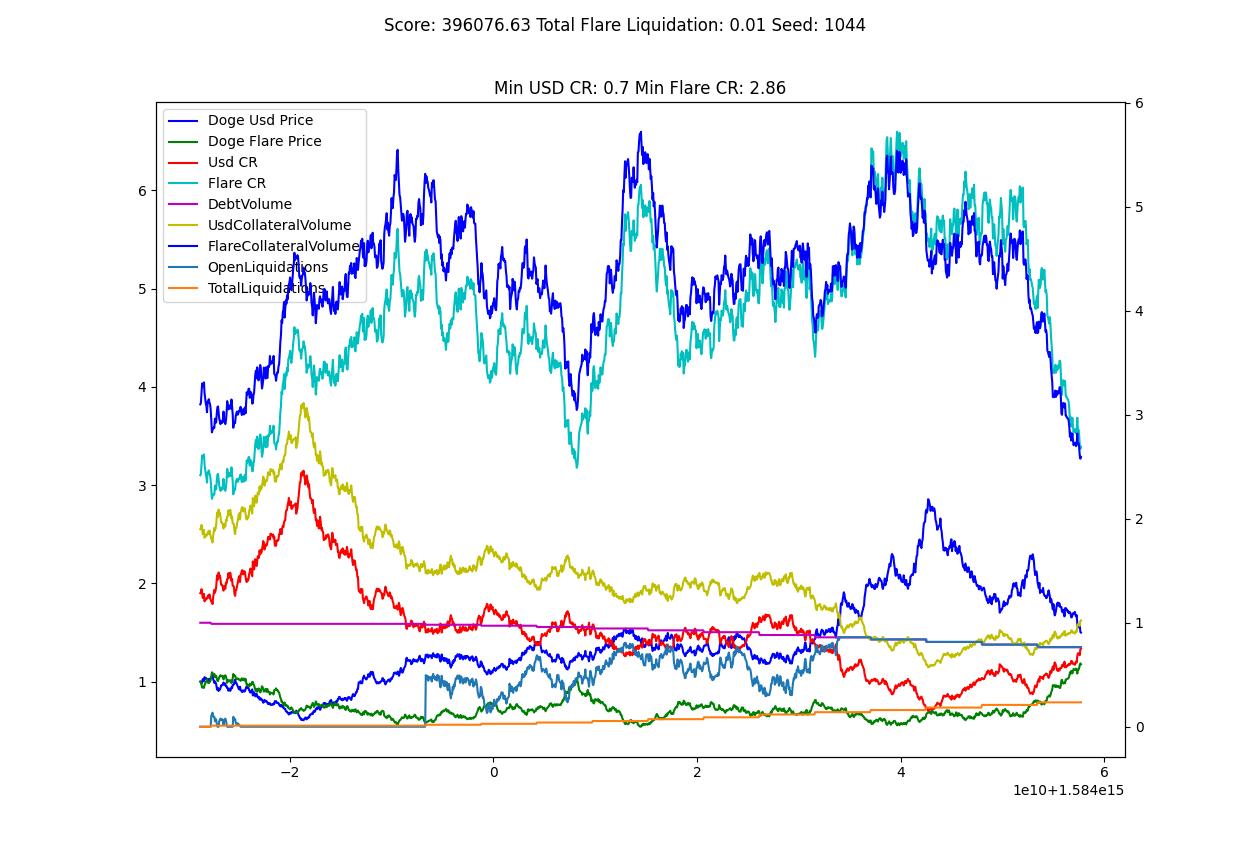 Score: 396076.63 Total Flare Liquidation: 0.01 Seed: 1044
Min USD CR: 0.7 Min Flare CR: 2.86
Doge Usd Price
Doge Flare Price
Usd CR
Flare CR
DebtVolume
UsdCollateralVolume
FlareCollateralVolume
OpenLiquidations
TotalLiquidations
6
5
4
3
2
1
6
5
4
3
2
1
0
−2 0 2 4 6
1e10+1.584e15